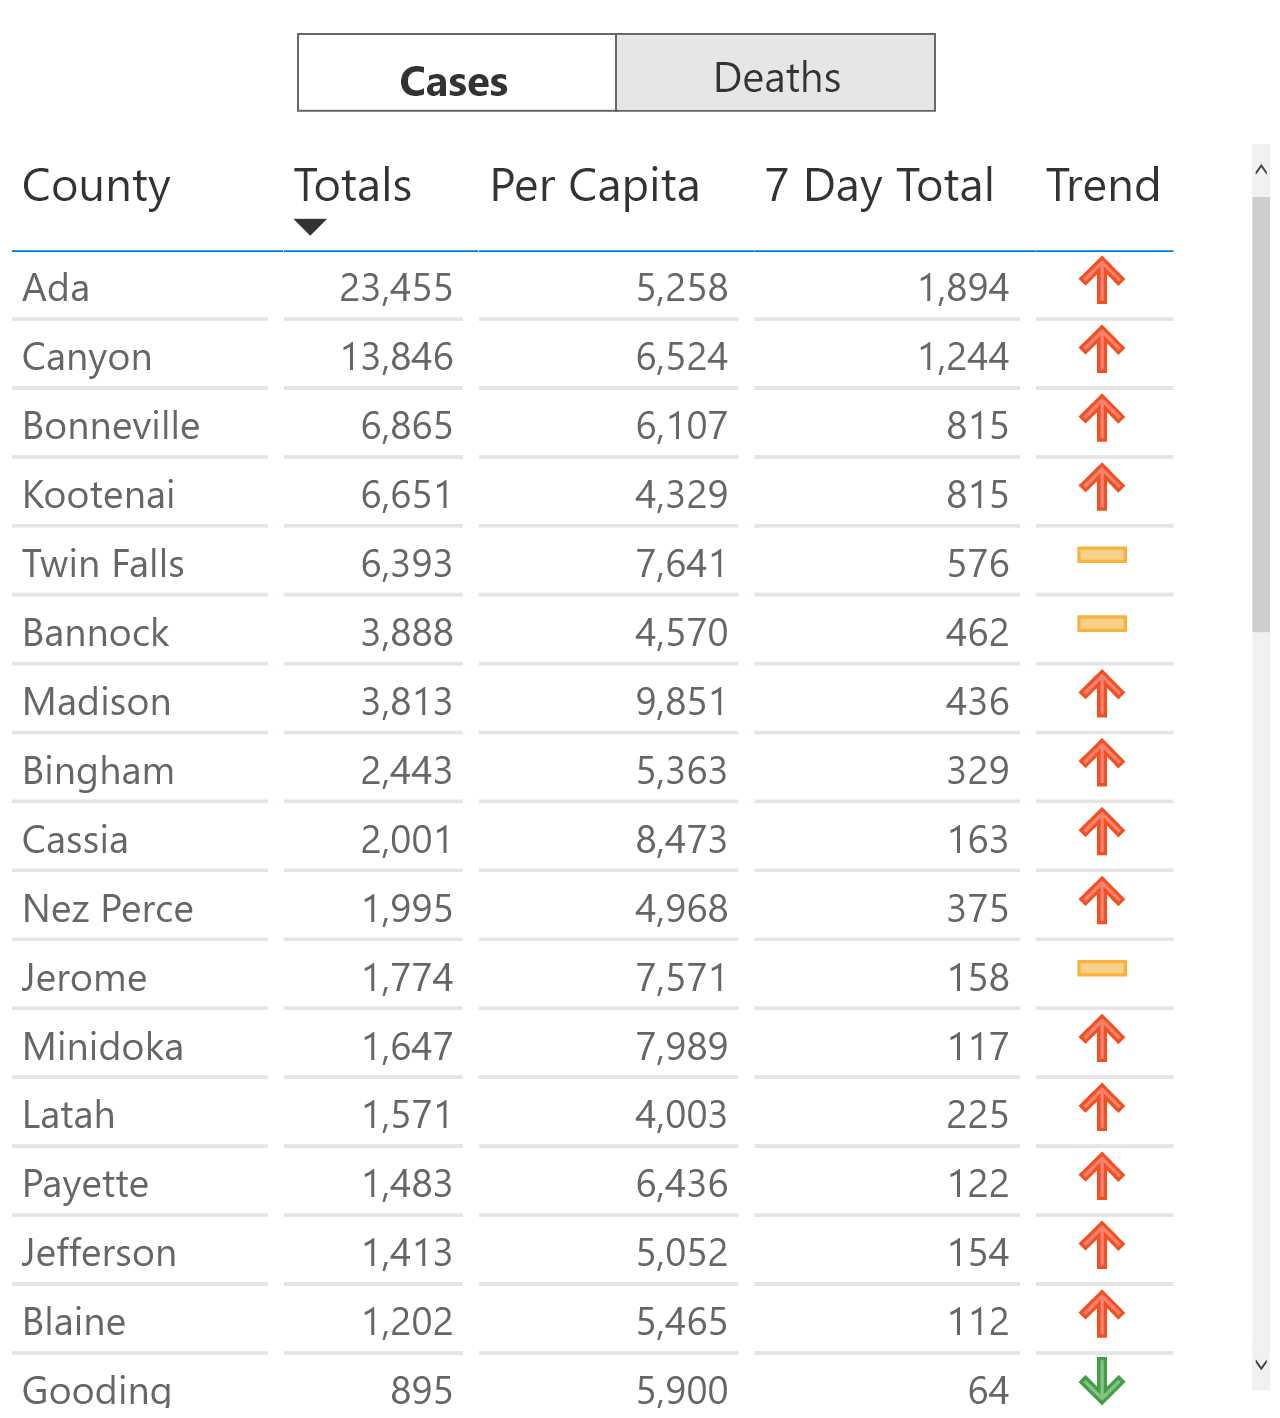 Cases Deaths
County Totals Per Capita 7 Day Total Trend
Ada 23,455 5,258 1,894
Canyon 13,846 6,524 1,244
Bonneville 6,865 6,107 815
Kootenai 6,651 4,329 815
Twin Falls 6,393 7,641 576
Bannock 3,888 4,570 462
Madison 3,813 9,851 436
Bingham 2,443 5,363 329
Cassia 2,001 8,473 163
Nez Perce 1,995 4,968 375
Jerome 1,774 7,571 158
Minidoka 1,647 7,989 117
Latah 1,571 4,003 225
Payette 1,483 6,436 122
Jefferson 1,413 5,052 154
Blaine 1,202 5,465 112
Gooding 895 5,900 64